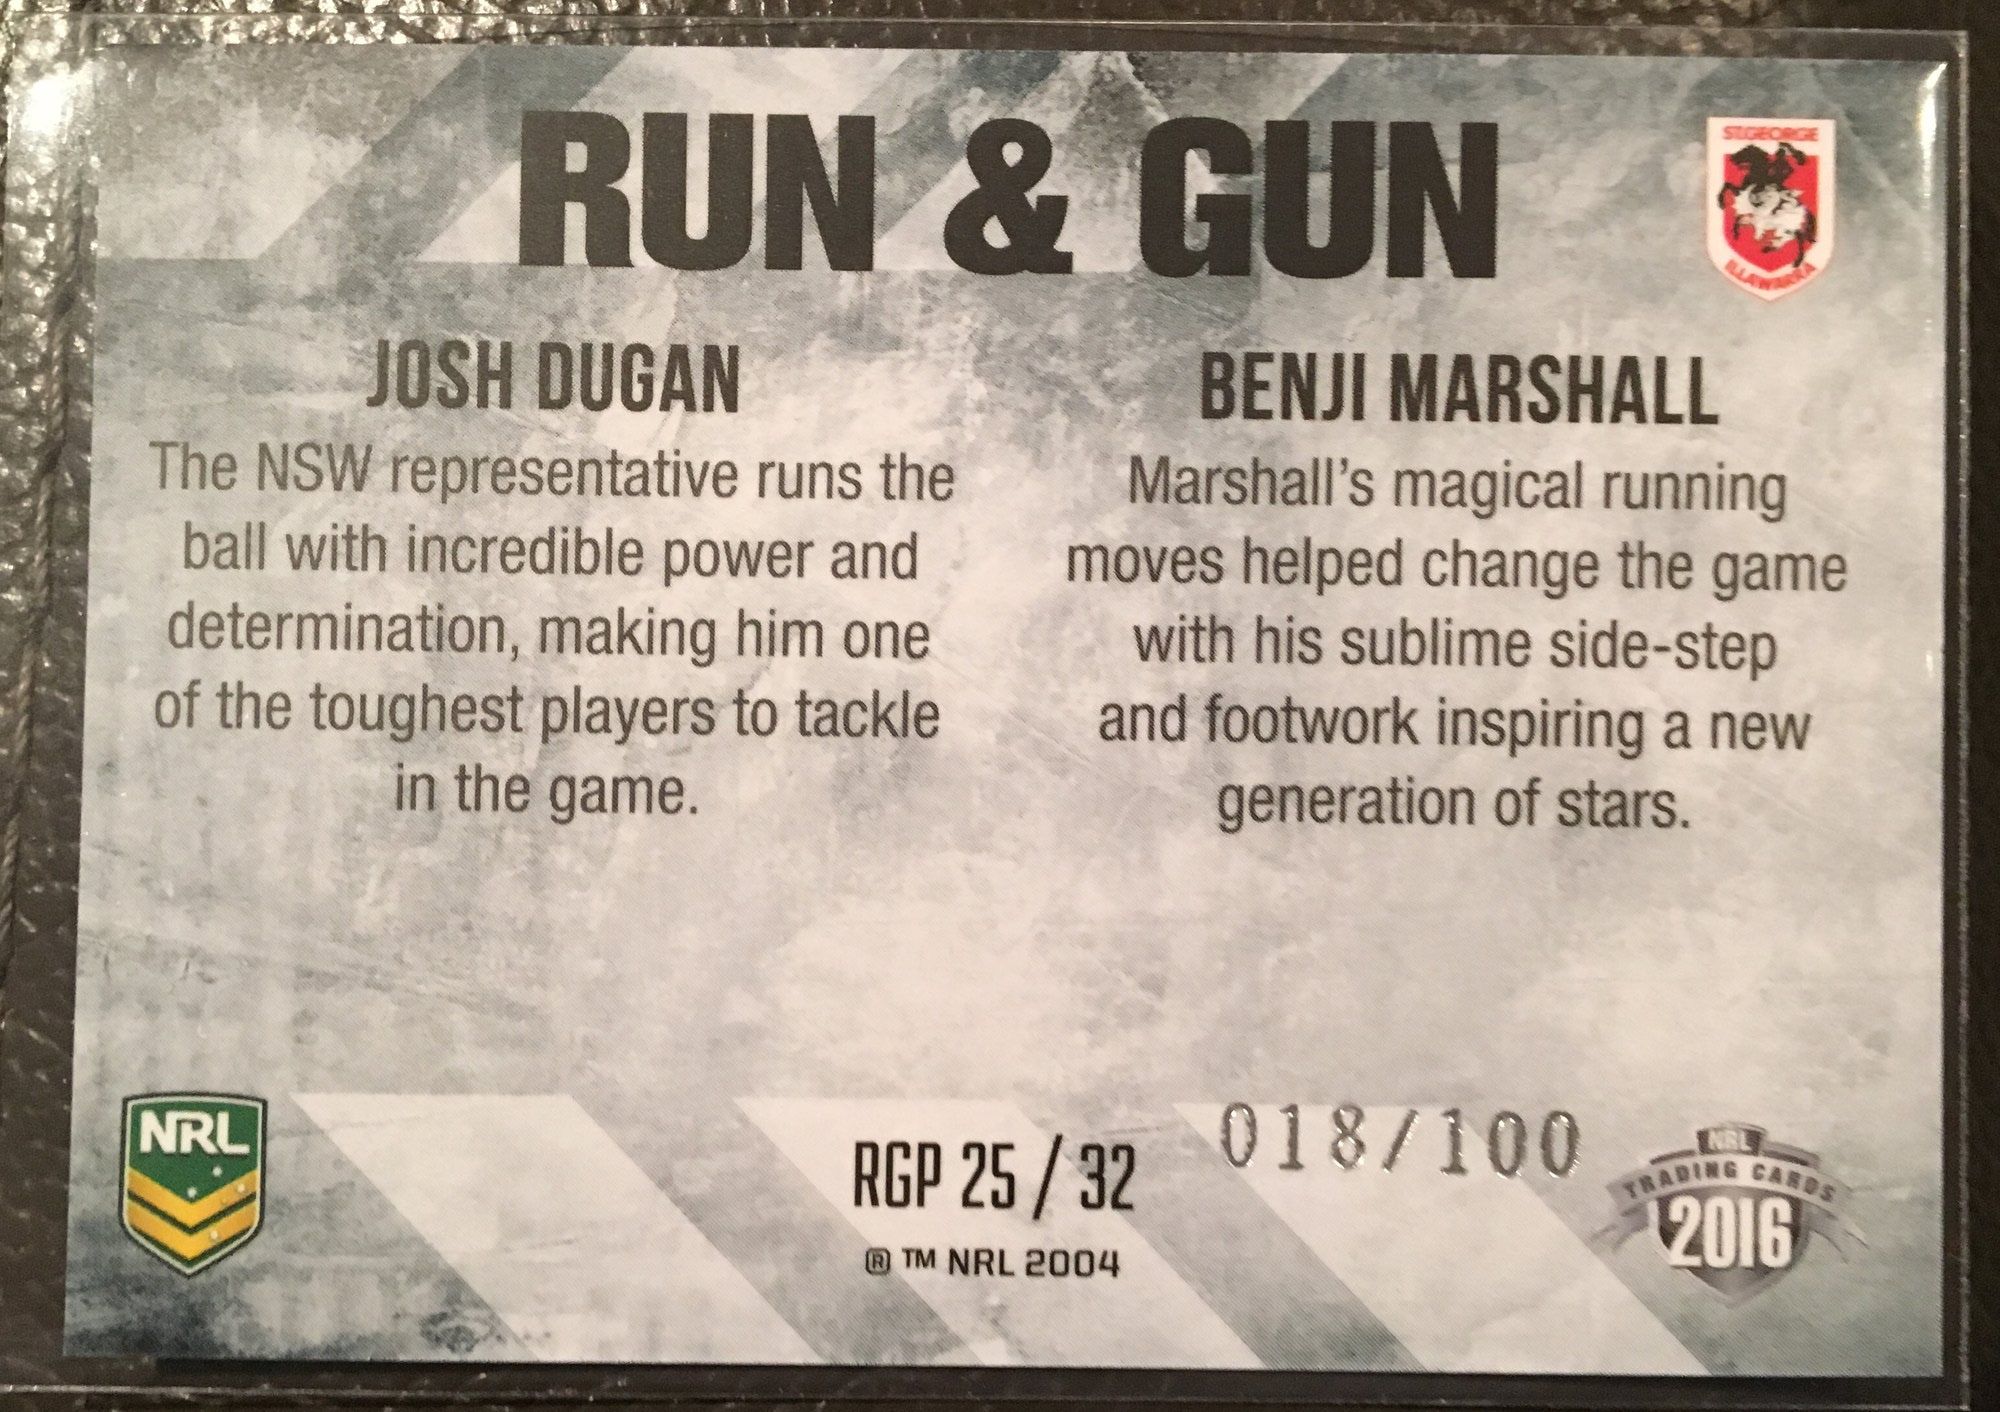 RUN & GUN
ST.GEORGE
ILLAWARRA
JOSH DUGAN
The NSW representative runs the
ball with incredible power and
determination, making him one
of the toughest players to tackle
in the game.
BENJI MARSHALL
Marshall's magical running
moves helped change the game
with his sublime side-step
and footwork inspiring a new
generation of stars.
NRL
RGP 25 / 32
® ™ NRL 2004
018/100
NRL
TRADING CARDS
2016